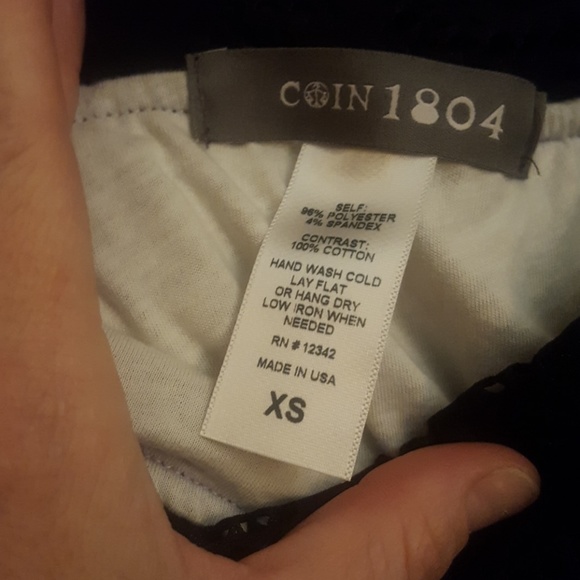 COIN 1804
SELF:
96% POLYESTER
4% SPANDEX
CONTRAST:
100% COTTON
HAND WASH COLD
LAY FLAT
OR HANG DRY
LOW IRON WHEN
NEEDED
RN # 12342
MADE IN USA
XS